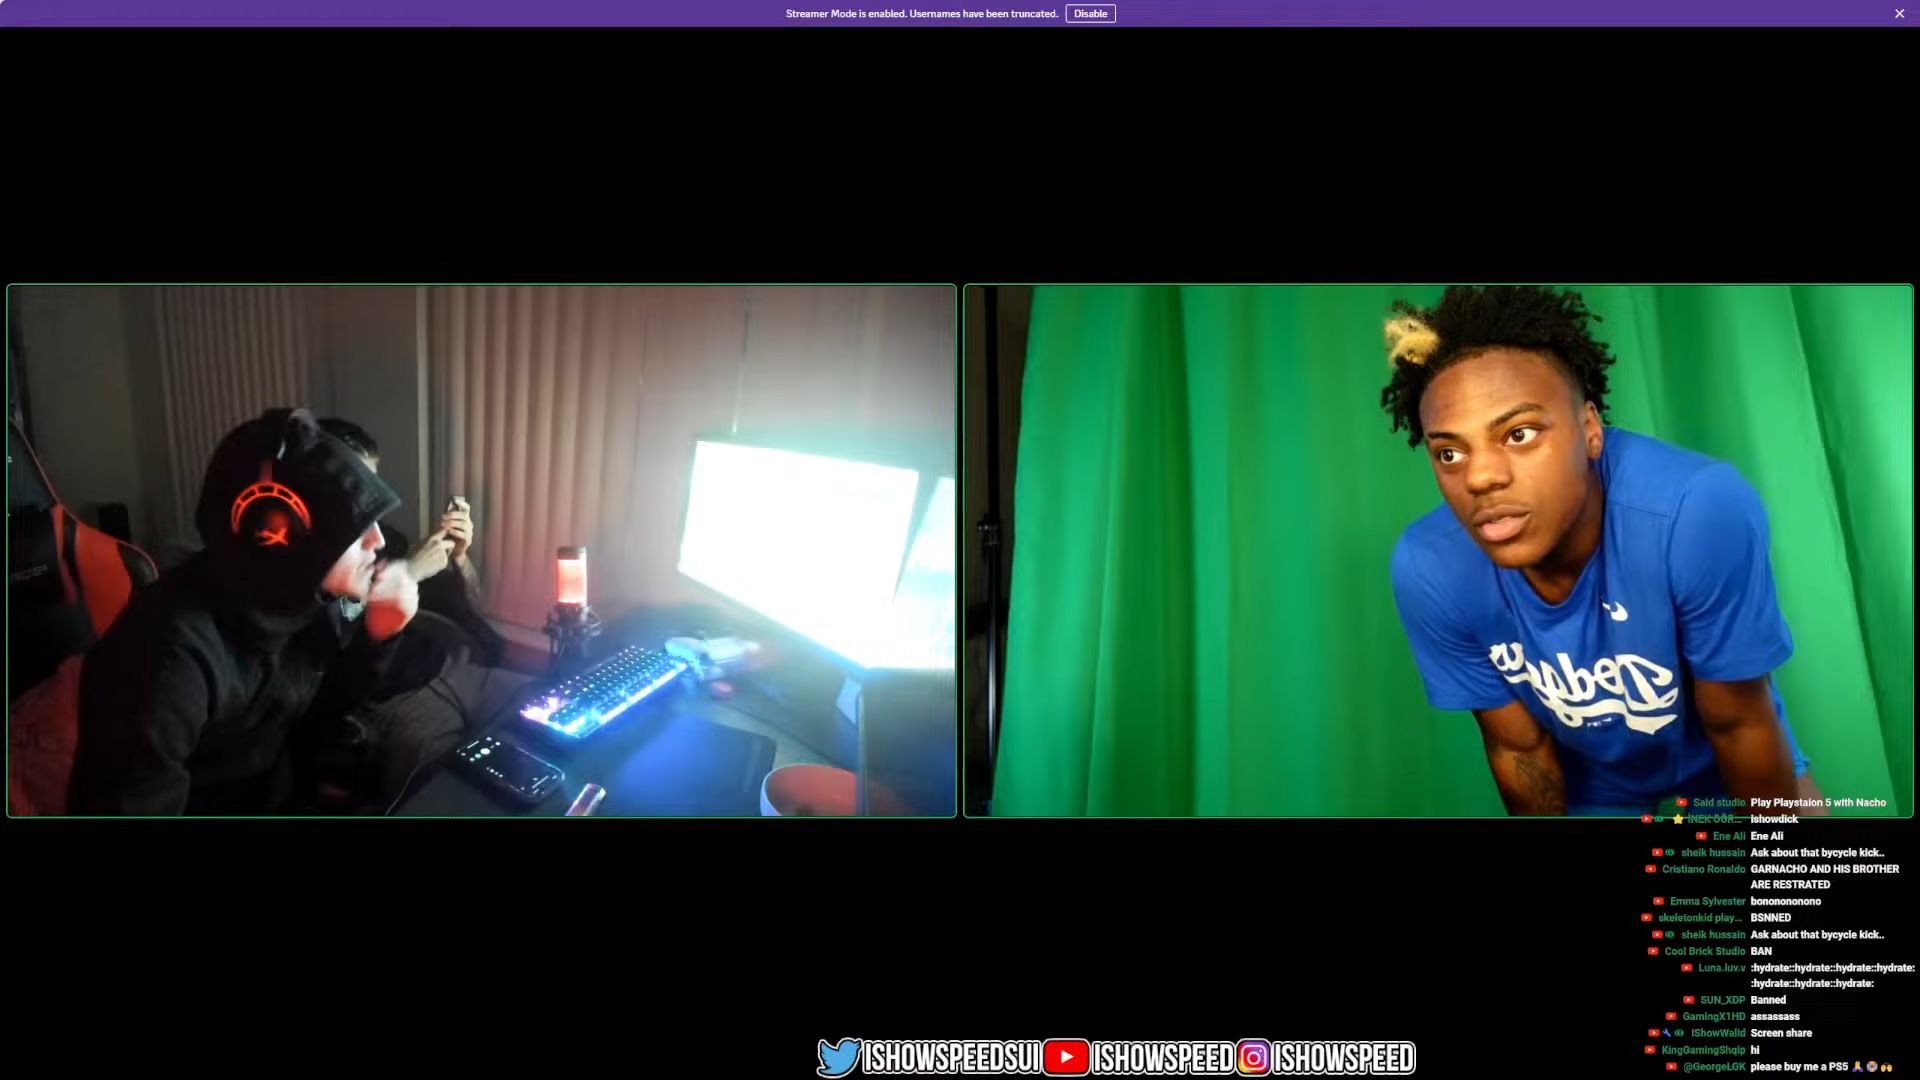 Streamer Mode is enabled. Usernames have been truncated. Disable
Dodgers
Said studio Play Playstaion 5 with Nacho
İNEK ÖĞR... Ishowdick
Ene Ali Ene Ali
sheik hussain Ask about that bycycle kick..
Cristiano Ronaldo GARNACHO AND HIS BROTHER
ARE RESTRATED
Emma Sylvester bonononononо
skeletonkid play... BSNNED
sheik hussain Ask about that bycycle kick..
Cool Brick Studio BAN
Luna.luv.v :hydrate::hydrate::hydrate::hydrate:
:hydrate::hydrate::hydrate:
SUN_XDP Banned
GamingX1HD assassass
IShowWalid Screen share
KingGamingShqip hi
@GeorgeLGK please buy me a PS5
ISHOWSPEEDSUI ISHOWSPEED ISHOWSPEED